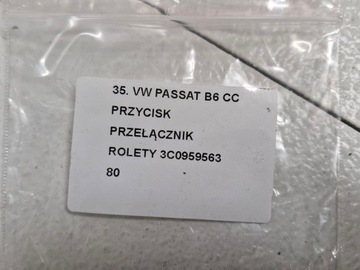 35. VW PASSAT B6 CC
PRZYCISK
PRZEŁĄCZNIK
ROLETY 3C0959563
80